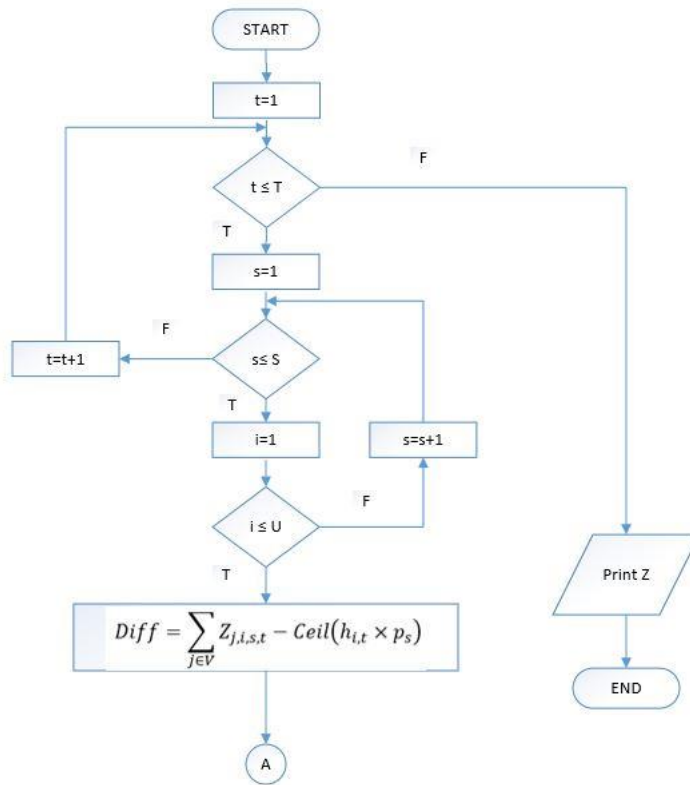 START
t=1
F
t ≤ T
T
s=1
F
t=t+1
s≤ S
T
i=1
s=s+1
i ≤ U
F
T
Print Z
Diff = ∑_{j∈V} Z_{j,i,s,t} − Ceil(h_{i,t} × p_s)
END
A